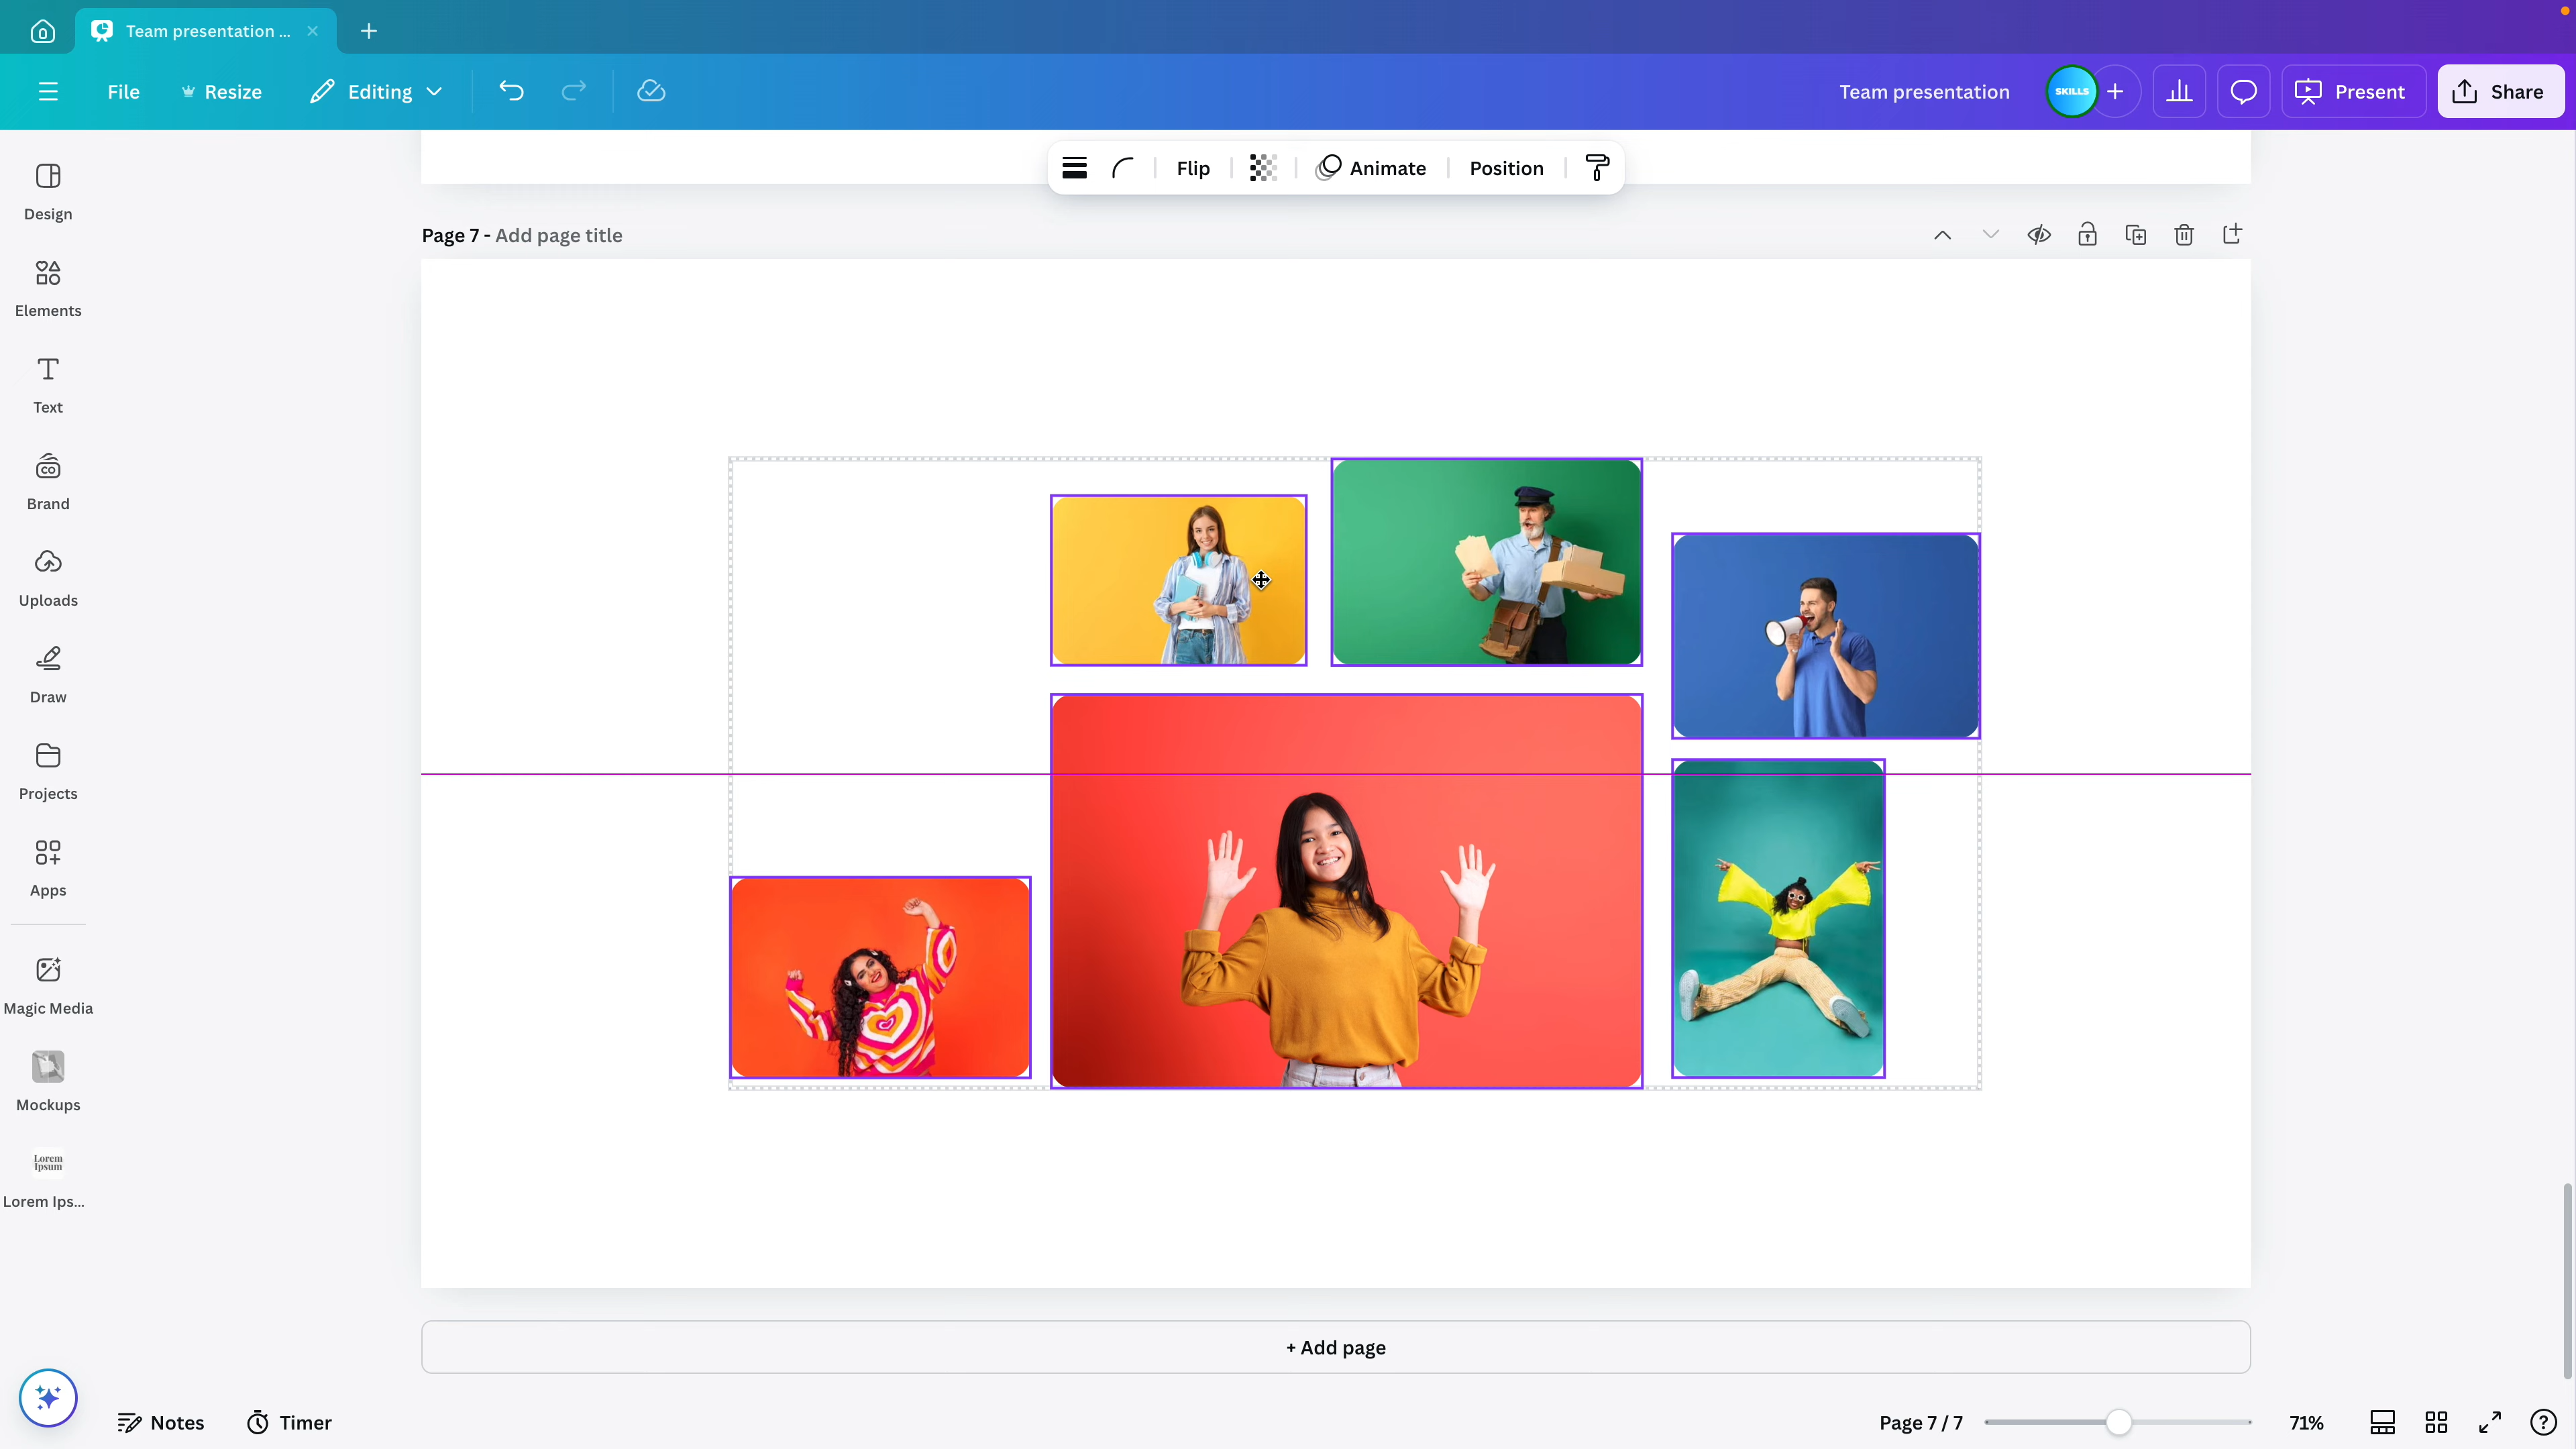 Team presentation ...
File
Resize
Editing
Team presentation
SKILLS
Present
Share
Flip
Animate
Position
Design
Page 7 - Add page title
Elements
Text
CO
Brand
Uploads
Draw
Projects
Apps
Magic Media
Mockups
Lorem
Ipsum
Lorem Ips...
+ Add page
Notes
Timer
Page 7 / 7
71%